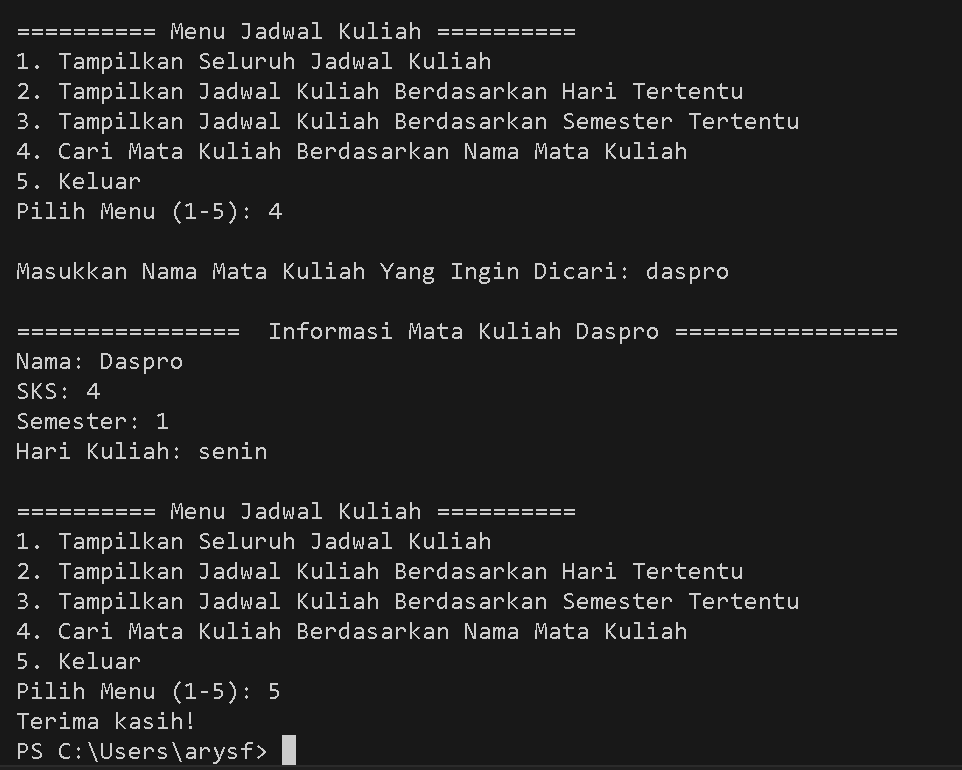 ========== Menu Jadwal Kuliah ==========
1. Tampilkan Seluruh Jadwal Kuliah
2. Tampilkan Jadwal Kuliah Berdasarkan Hari Tertentu
3. Tampilkan Jadwal Kuliah Berdasarkan Semester Tertentu
4. Cari Mata Kuliah Berdasarkan Nama Mata Kuliah
5. Keluar
Pilih Menu (1-5): 4
Masukkan Nama Mata Kuliah Yang Ingin Dicari: daspro
================  Informasi Mata Kuliah Daspro ================
Nama: Daspro
SKS: 4
Semester: 1
Hari Kuliah: senin
========== Menu Jadwal Kuliah ==========
1. Tampilkan Seluruh Jadwal Kuliah
2. Tampilkan Jadwal Kuliah Berdasarkan Hari Tertentu
3. Tampilkan Jadwal Kuliah Berdasarkan Semester Tertentu
4. Cari Mata Kuliah Berdasarkan Nama Mata Kuliah
5. Keluar
Pilih Menu (1-5): 5
Terima kasih!
PS C:\Users\arysf>